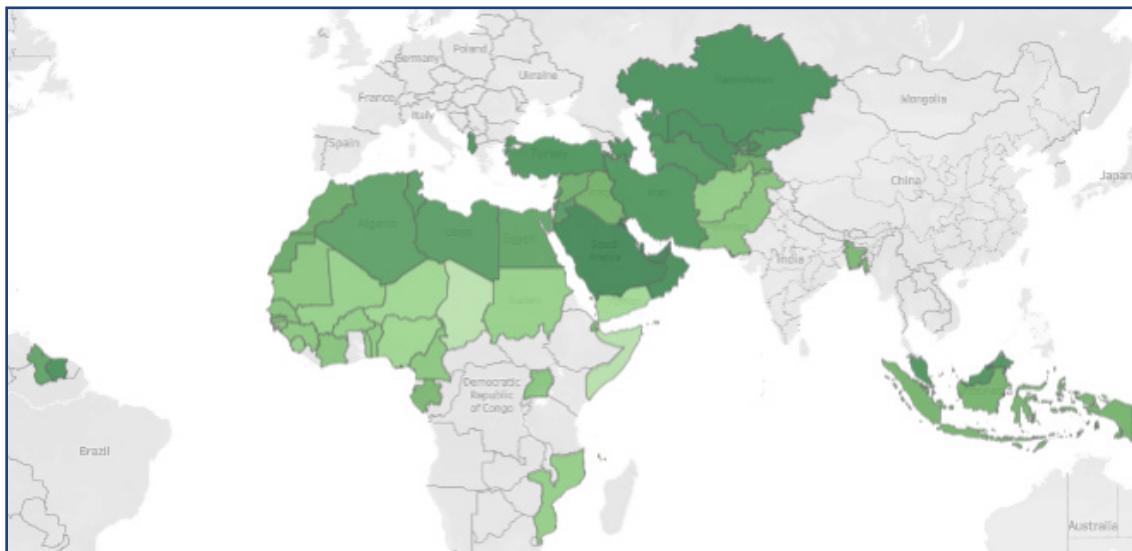 Poland
Germany
Ukraine
France
Italy
Spain
Mongolia
China
Japan
Turkey
Iran
Algeria
Libya
Egypt
Saudi
Arabia
India
Sudan
Democratic
Republic
of Congo
Brazil
Australia